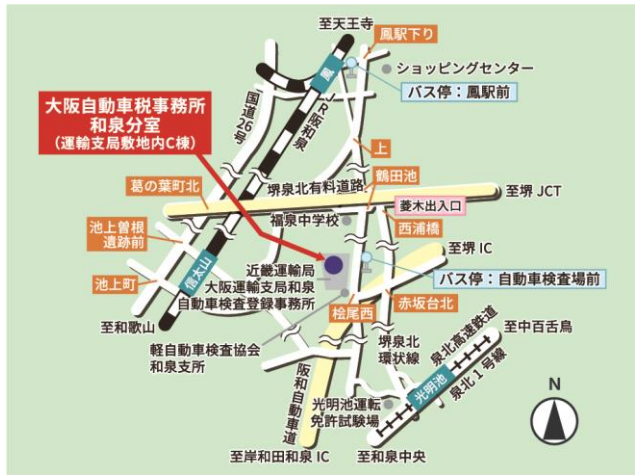 至天王寺
鳳駅下り
ショッピングセンター
鳳
バス停：鳳駅前
大阪自動車税事務所
和泉分室
（運輸支局敷地内C棟）
国道26号
JR阪和泉
上
鶴田池
葛の葉町北
堺泉北有料道路
至堺 JCT
菱木出入口
福泉中学校
西浦橋
池上曽根
遺跡前
至堺 IC
近畿運輸局
大阪運輸支局和泉
自動車検査登録事務所
バス停：自動車検査場前
池上町
信太山
桧尾西
赤坂台北
至和歌山
軽自動車検査協会
和泉支所
堺泉北
環状線
至中百舌鳥
泉北高速鉄道
泉北1号線
阪和自動車道
光明池運転
免許試験場
光明池
N
至岸和田和泉 IC
至和泉中央